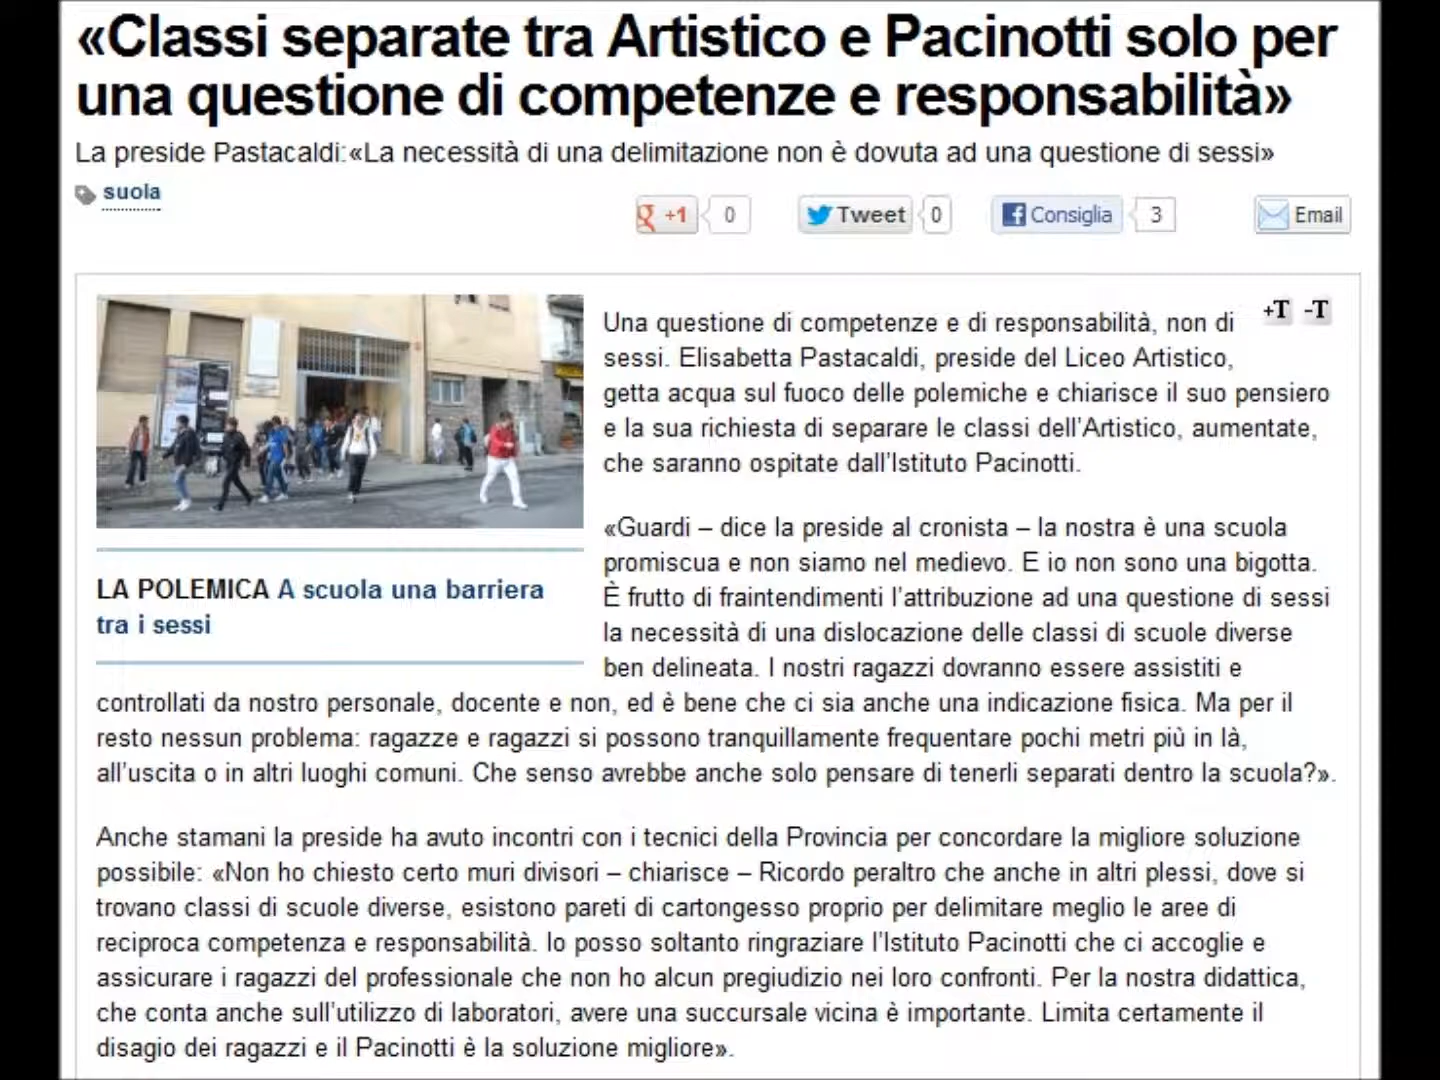 «Classi separate tra Artistico e Pacinotti solo per
una questione di competenze e responsabilità»
La preside Pastacaldi:«La necessità di una delimitazione non è dovuta ad una questione di sessi»
suola
+1 0 Tweet 0 Consiglia 3 Email
+T -T
Una questione di competenze e di responsabilità, non di
sessi. Elisabetta Pastacaldi, preside del Liceo Artistico,
getta acqua sul fuoco delle polemiche e chiarisce il suo pensiero
e la sua richiesta di separare le classi dell'Artistico, aumentate,
che saranno ospitate dall'Istituto Pacinotti.
«Guardi – dice la preside al cronista – la nostra è una scuola
promiscua e non siamo nel medievo. E io non sono una bigotta.
È frutto di fraintendimenti l'attribuzione ad una questione di sessi
la necessità di una dislocazione delle classi di scuole diverse
ben delineata. I nostri ragazzi dovranno essere assistiti e
LA POLEMICA A scuola una barriera
tra i sessi
controllati da nostro personale, docente e non, ed è bene che ci sia anche una indicazione fisica. Ma per il
resto nessun problema: ragazze e ragazzi si possono tranquillamente frequentare pochi metri più in là,
all'uscita o in altri luoghi comuni. Che senso avrebbe anche solo pensare di tenerli separati dentro la scuola?».
Anche stamani la preside ha avuto incontri con i tecnici della Provincia per concordare la migliore soluzione
possibile: «Non ho chiesto certo muri divisori – chiarisce – Ricordo peraltro che anche in altri plessi, dove si
trovano classi di scuole diverse, esistono pareti di cartongesso proprio per delimitare meglio le aree di
reciproca competenza e responsabilità. Io posso soltanto ringraziare l'Istituto Pacinotti che ci accoglie e
assicurare i ragazzi del professionale che non ho alcun pregiudizio nei loro confronti. Per la nostra didattica,
che conta anche sull'utilizzo di laboratori, avere una succursale vicina è importante. Limita certamente il
disagio dei ragazzi e il Pacinotti è la soluzione migliore».